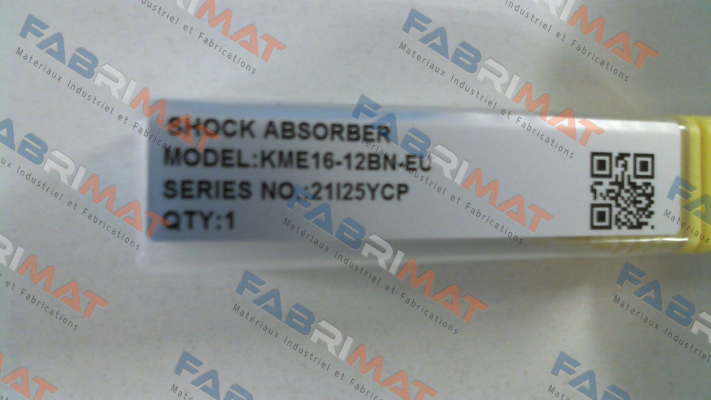 FABRIMAT
Materiaux Industriel et Fabrications
SHOCK ABSORBER
MODEL:KME16-12BN-EU
SERIES NO.:21I25YCP
QTY:1